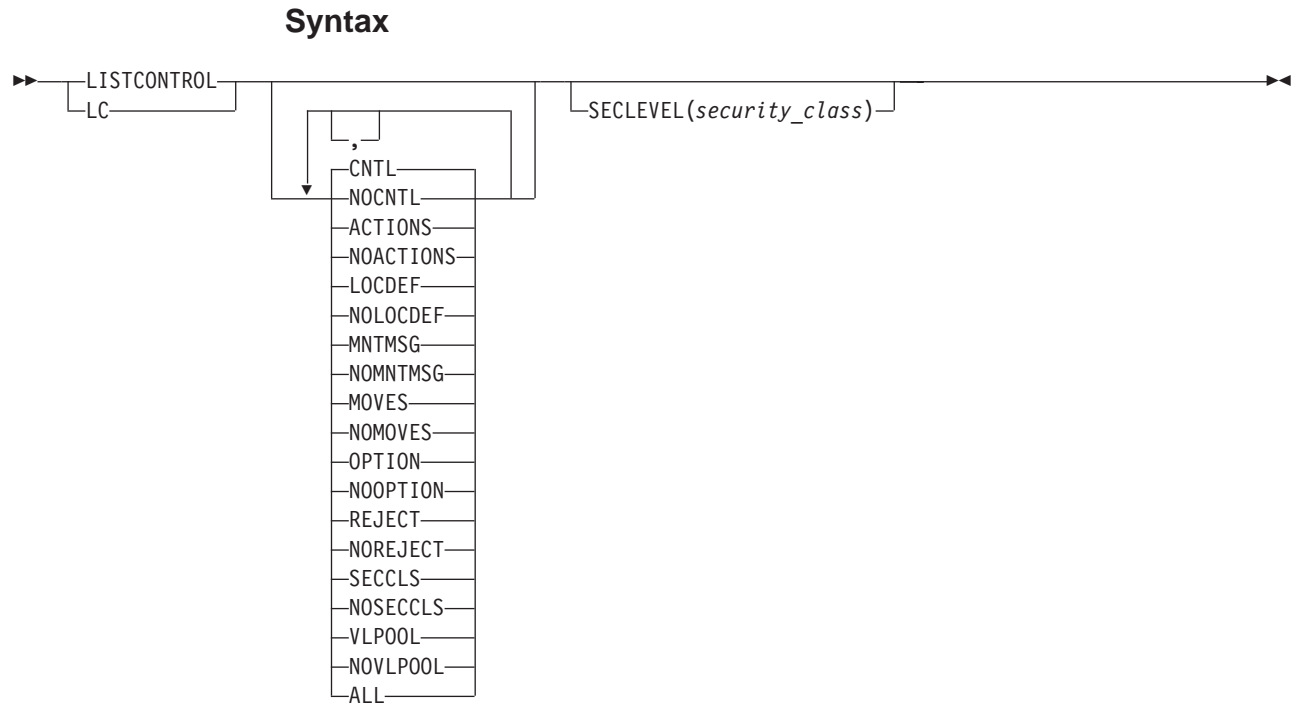 Syntax
LISTCONTROL
LC
SECLEVEL(security_class)
,
CNTL
NOCNTL
ACTIONS
NOACTIONS
LOCDEF
NOLOCDEF
MNTMSG
NOMNTMSG
MOVES
NOMOVES
OPTION
NOOPTION
REJECT
NOREJECT
SECCLS
NOSECCLS
VLPOOL
NOVLPOOL
ALL